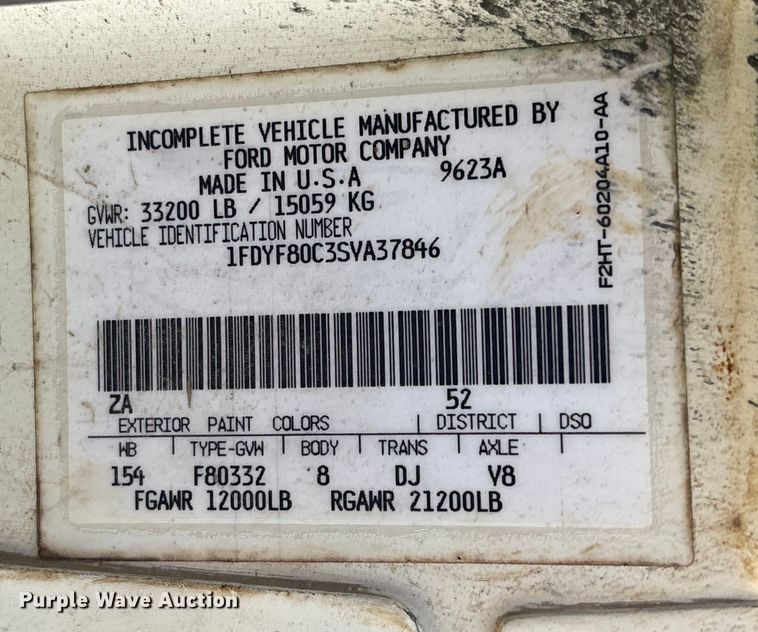 INCOMPLETE VEHICLE MANUFACTURED BY
FORD MOTOR COMPANY
MADE IN U.S.A 9623A
GVWR: 33200 LB / 15059 KG
VEHICLE IDENTIFICATION NUMBER
1FDYF80C3SVA37846
F2HT-60204A10-AA
ZA 52
EXTERIOR PAINT COLORS | DISTRICT | DSO
WB | TYPE-GVW | BODY | TRANS | AXLE |
154 F80332 8 DJ V8
FGAWR 12000LB RGAWR 21200LB
Purple Wave Auction